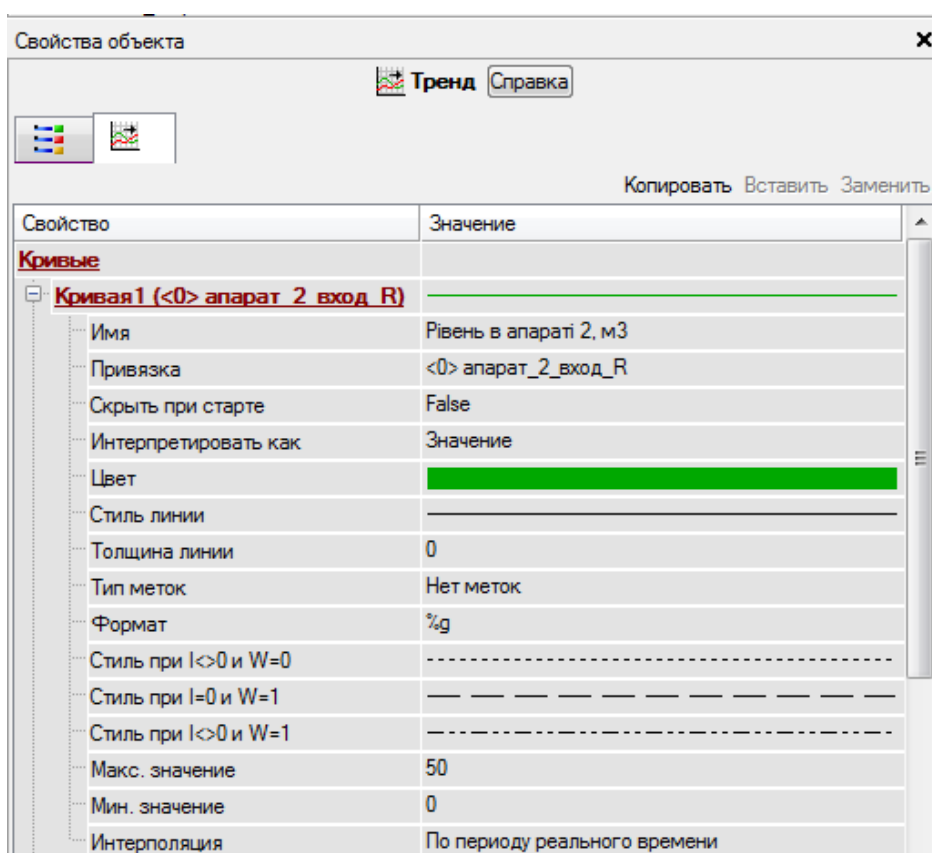 Свойства объекта
Тренд Справка
Копировать Вставить Заменить
Свойство Значение
Кривые
Кривая1 (<0> апарат_2_вход_R)
Имя Рівень в апараті 2, м3
Привязка <0> апарат_2_вход_R
Скрыть при старте False
Интерпретировать как Значение
Цвет
Стиль линии
Толщина линии 0
Тип меток Нет меток
Формат %g
Стиль при I<>0 и W=0
Стиль при I=0 и W=1
Стиль при I<>0 и W=1
Макс. значение 50
Мин. значение 0
Интерполяция По периоду реального времени